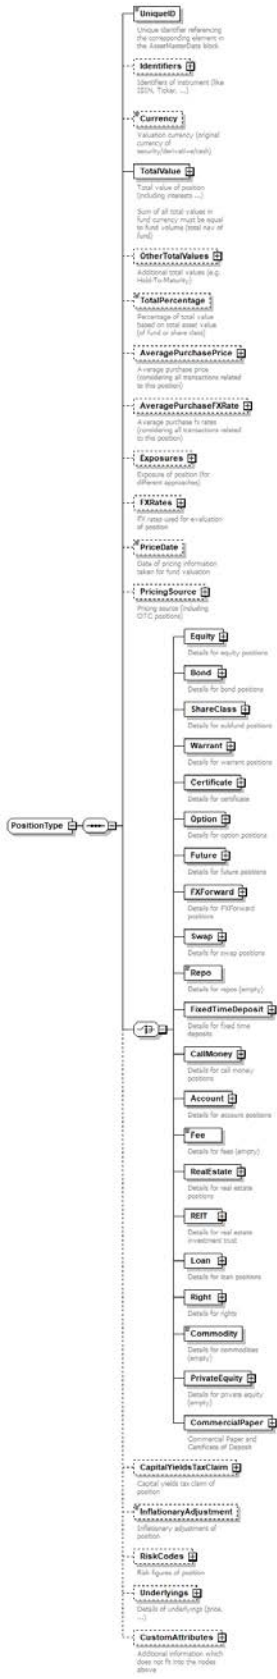 UniqueID
Unique identifier referencing
the corresponding element in
the AssetMasterData block
Identifiers
Identifiers of instrument (like
ISIN, Ticker, ...)
Currency
Valuation currency (original
currency of
security/derivative/cash)
TotalValue
Total value of position
(including interests ...)
Sum of all total values in
fund currency must be equal
to fund volume (total nav of
fund)
OtherTotalValues
Additional total values (e.g.
Hold-To-Maturity)
TotalPercentage
Percentage of total value
based on total asset value
(of fund or share class)
AveragePurchasePrice
Average purchase price
(considering all transactions related
to this position)
AveragePurchaseFXRate
Average purchase fx rates
(considering all transactions related
to this position)
Exposures
Exposure of position (for
different approaches)
FXRates
FX rates used for evaluation
of position
PriceDate
Date of pricing information
taken for fund valuation
PricingSource
Pricing source (including
OTC positions)
PositionType
Equity
Details for equity positions
Bond
Details for bond positions
ShareClass
Details for subfund positions
Warrant
Details for warrant positions
Certificate
Details for certificate
Option
Details for option positions
Future
Details for future positions
FXForward
Details for FXForward
positions
Swap
Details for swap positions
Repo
Details for repos (empty)
FixedTimeDeposit
Details for fixed time
deposits
CallMoney
Details for call money
positions
Account
Details for account positions
Fee
Details for fees (empty)
RealEstate
Details for real estate
positions
REIT
Details for real estate
investment trust
Loan
Details for loan positions
Right
Details for rights
Commodity
Details for commodities
(empty)
PrivateEquity
Details for private equity
(empty)
CommercialPaper
Commercial Paper and
Certificate of Deposit
CapitalYieldsTaxClaim
Capital yields tax claim of
position
InflationaryAdjustment
Inflationary adjustment of
position
RiskCodes
Risk figures of position
Underlyings
Details of underlyings (price,
...)
CustomAttributes
Additional information which
does not fit into the nodes
above